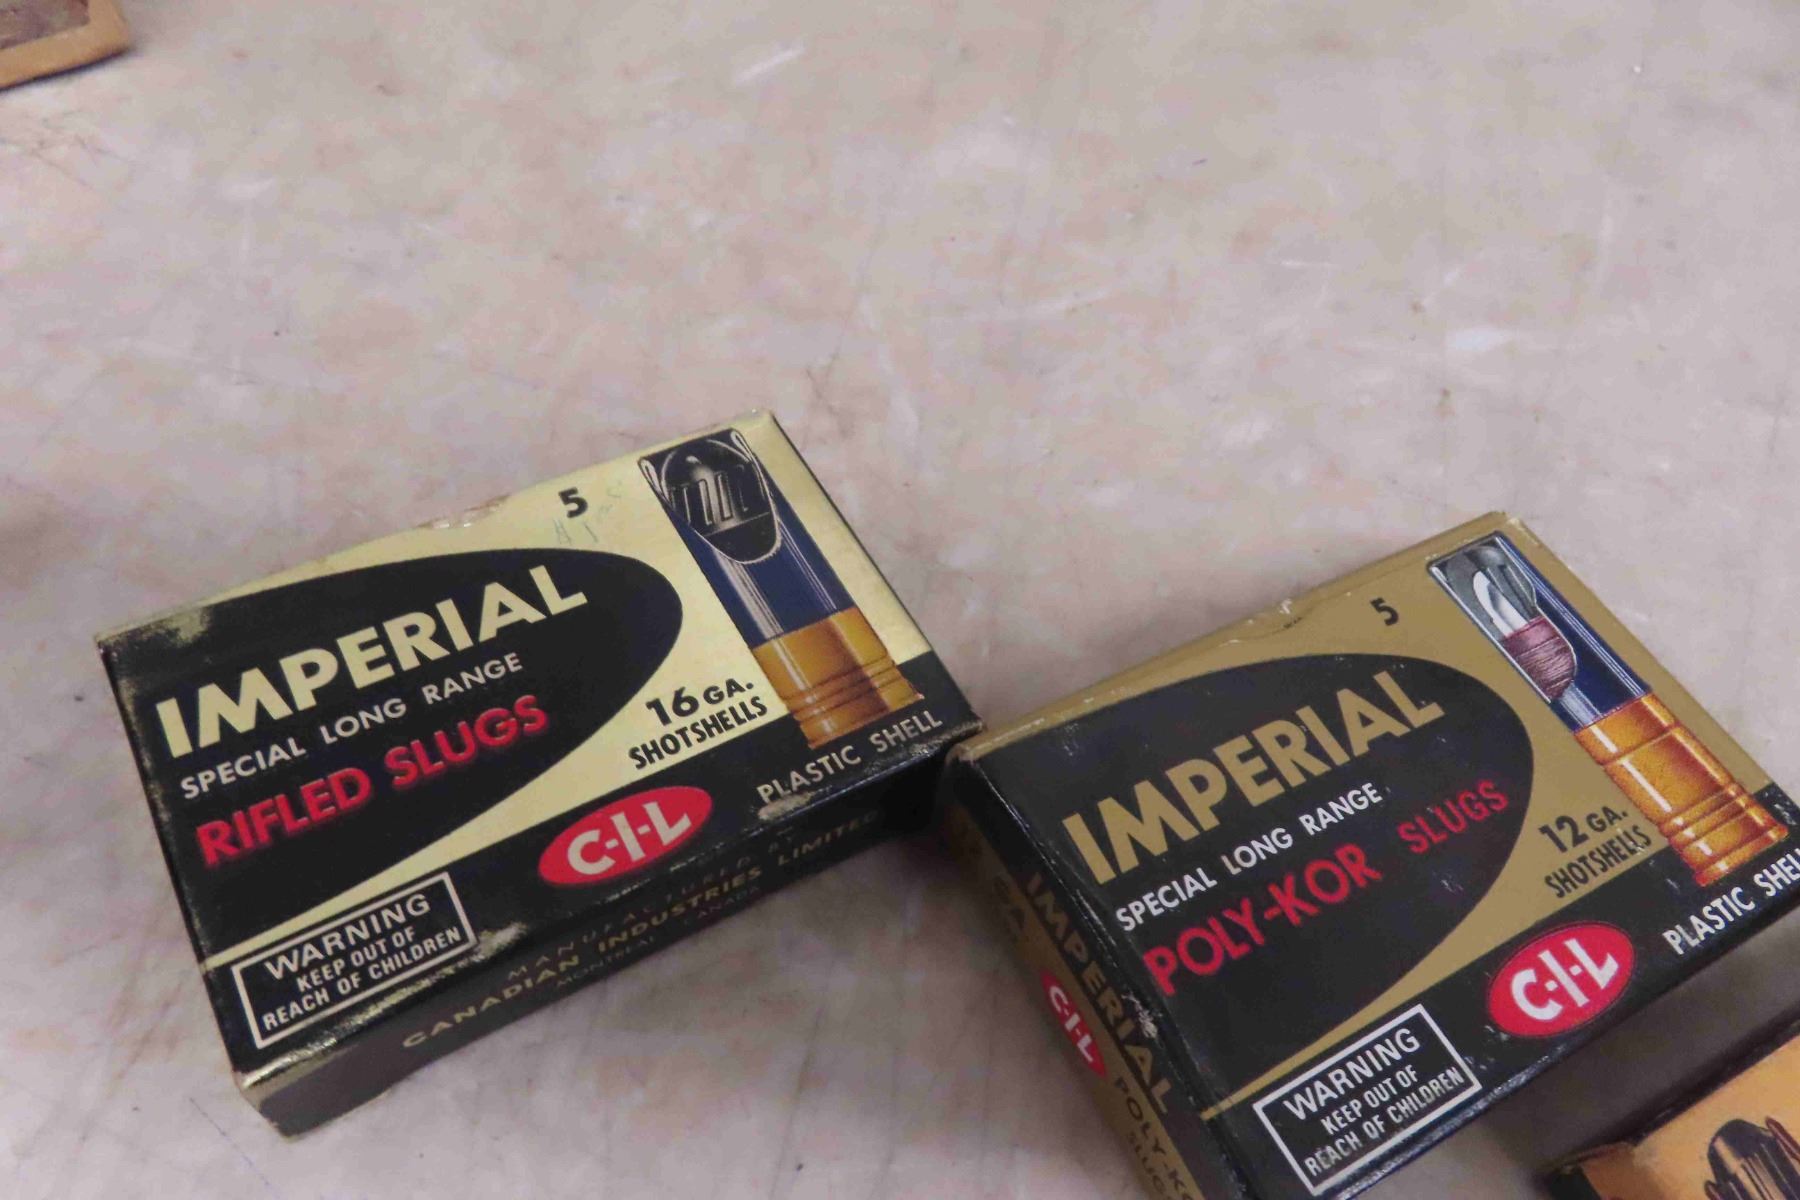 5
IMPERIAL
SPECIAL LONG RANGE
RIFLED SLUGS
16 GA.
SHOTSHELLS
C-I-L
PLASTIC SHELL
WARNING
KEEP OUT OF
REACH OF CHILDREN
MANUFACTURED BY
CANADIAN INDUSTRIES LIMITED
MONTREAL CANADA
5
IMPERIAL
SPECIAL LONG RANGE
POLY-KOR SLUGS
12 GA.
SHOTSHELLS
C-I-L
PLASTIC SHELL
WARNING
KEEP OUT OF
REACH OF CHILDREN
IMPERIAL
C-I-L